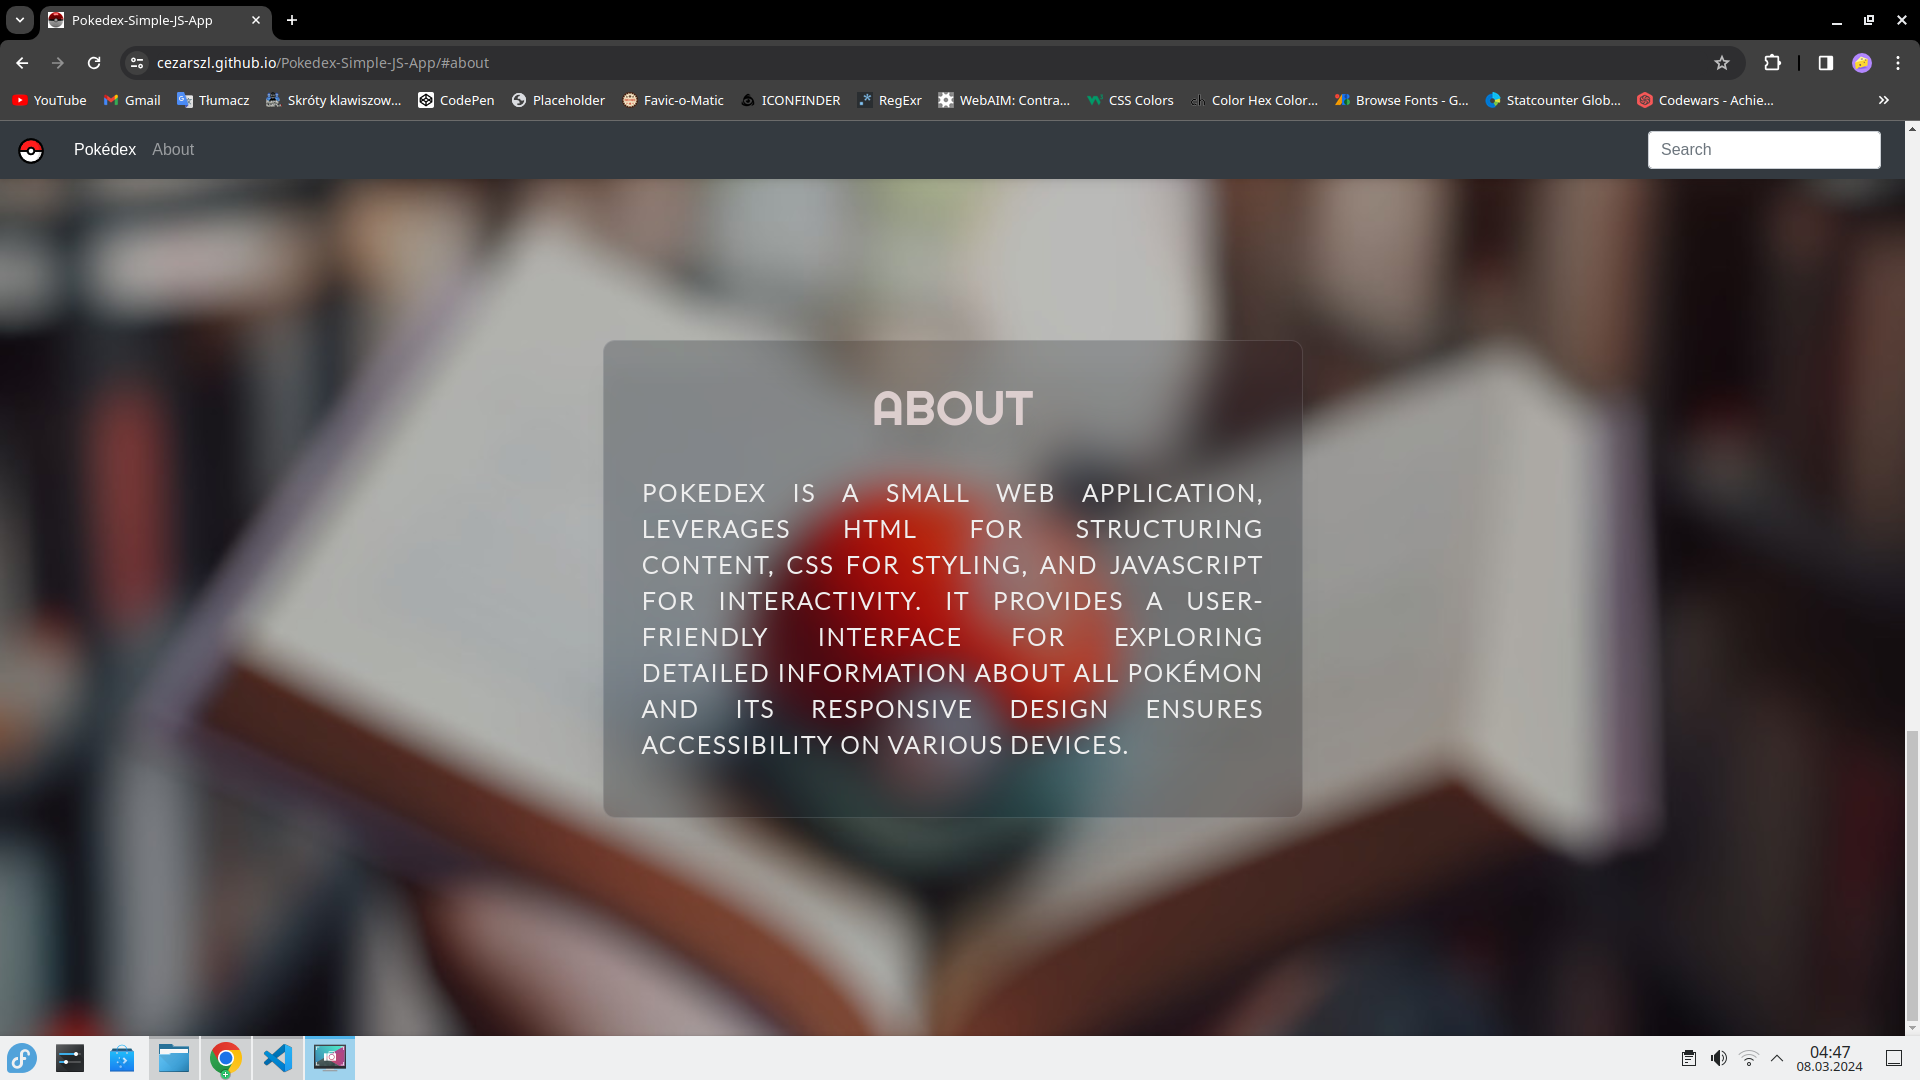 Pokedex-Simple-JS-App
cezarszl.github.io/Pokedex-Simple-JS-App/#about
YouTube Gmail Tłumacz Skróty klawiszow... CodePen Placeholder Favic-o-Matic ICONFINDER RegExr WebAIM: Contra... CSS Colors Color Hex Color... Browse Fonts - G... Statcounter Glob... Codewars - Achie...
Pokédex About Search
ABOUT
POKEDEX IS A SMALL WEB APPLICATION,
LEVERAGES HTML FOR STRUCTURING
CONTENT, CSS FOR STYLING, AND JAVASCRIPT
FOR INTERACTIVITY. IT PROVIDES A USER-
FRIENDLY INTERFACE FOR EXPLORING
DETAILED INFORMATION ABOUT ALL POKÉMON
AND ITS RESPONSIVE DESIGN ENSURES
ACCESSIBILITY ON VARIOUS DEVICES.
04:47
08.03.2024